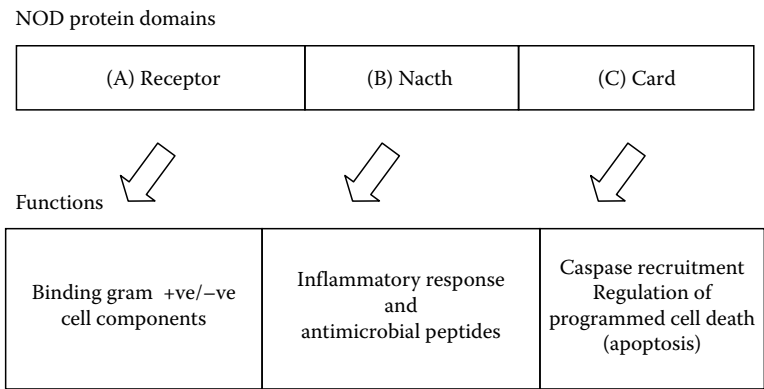 NOD protein domains
(A) Receptor
(B) Nacth
(C) Card
Functions
Binding gram +ve/−ve
cell components
Inflammatory response
and
antimicrobial peptides
Caspase recruitment
Regulation of
programmed cell death
(apoptosis)